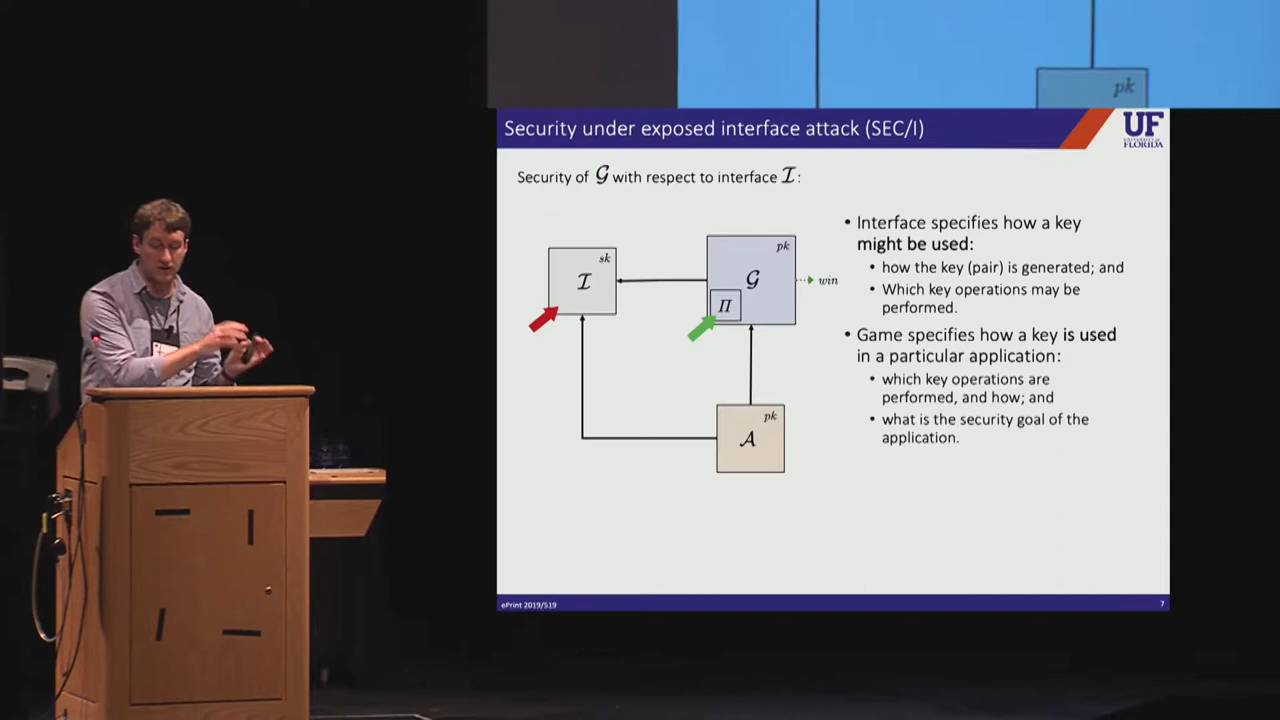 pk
Security under exposed interface attack (SEC/I)
UF
UNIVERSITY of
FLORIDA
Security of 𝒢 with respect to interface ℐ:
• Interface specifies how a key
might be used:
• how the key (pair) is generated; and
• Which key operations may be
performed.
• Game specifies how a key is used
in a particular application:
• which key operations are
performed, and how; and
• what is the security goal of the
application.
sk
ℐ
pk
𝒢
Π
win
pk
𝒜
ePrint 2019/519
7